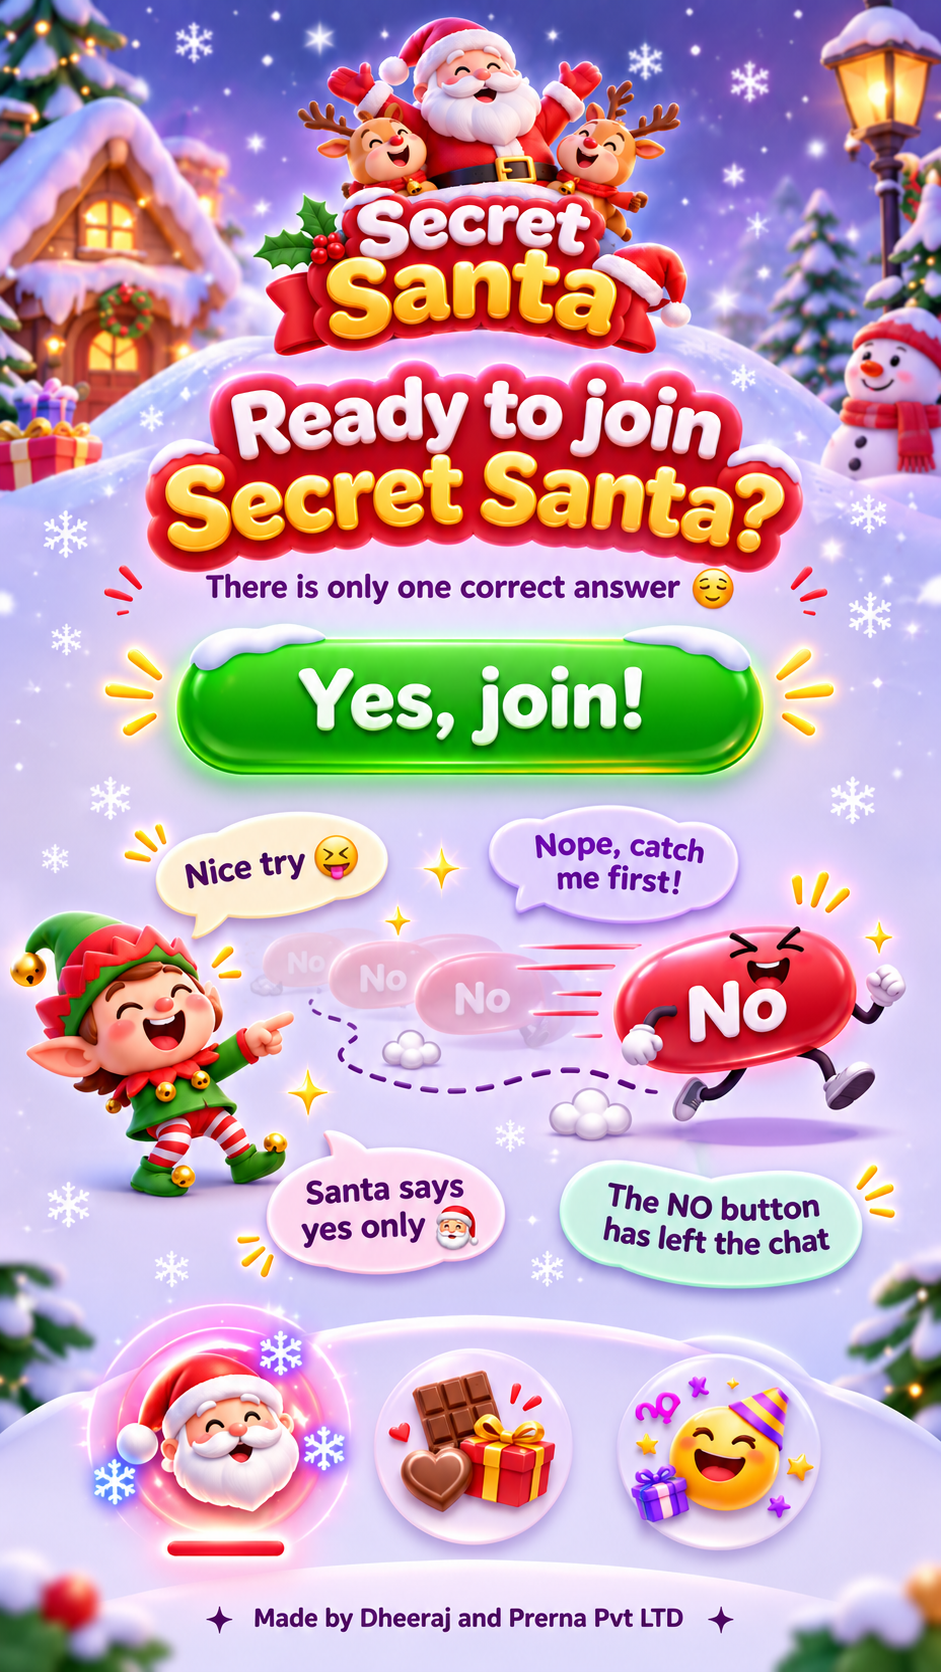 Secret
Santa
Ready to join
Secret Santa?
There is only one correct answer 😌
Yes, join!
Nice try 😝
Nope, catch
me first!
No
No
No
No
Santa says
yes only 🎅
The NO button
has left the chat
Made by Dheeraj and Prerna Pvt LTD